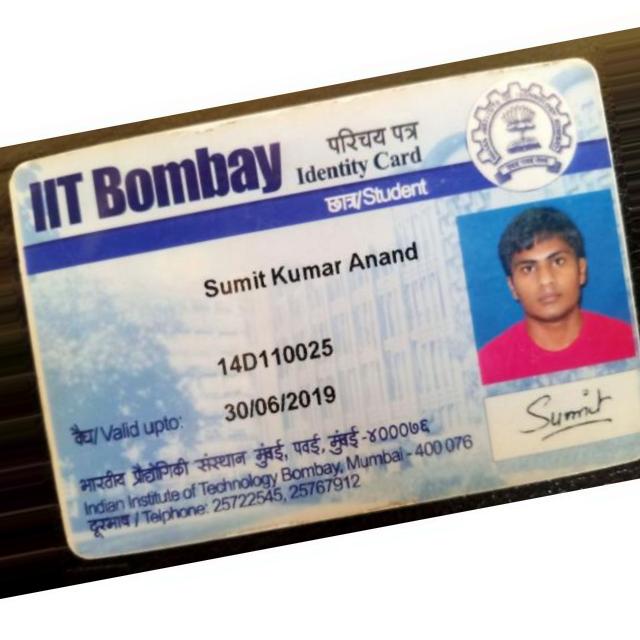 IIT Bombay
परिचय पत्र
Identity Card
छात्र/Student
Sumit Kumar Anand
14D110025
वैध/Valid upto: 30/06/2019
भारतीय प्रौद्योगिकी संस्थान मुंबई, पवई, मुंबई -४०००७६
Indian Institute of Technology Bombay, Mumbai - 400 076
दूरभाष / Telphone: 25722545, 25767912
Sumit